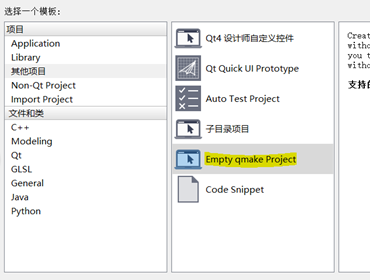 选择一个模板:
项目
Application
Library
其他项目
Non-Qt Project
Import Project
文件和类
C++
Modeling
Qt
GLSL
General
Java
Python
Qt4 设计师自定义控件
Qt Quick UI Prototype
Auto Test Project
子目录项目
Empty qmake Project
Code Snippet
Creat
witho
you t
witho
支持的